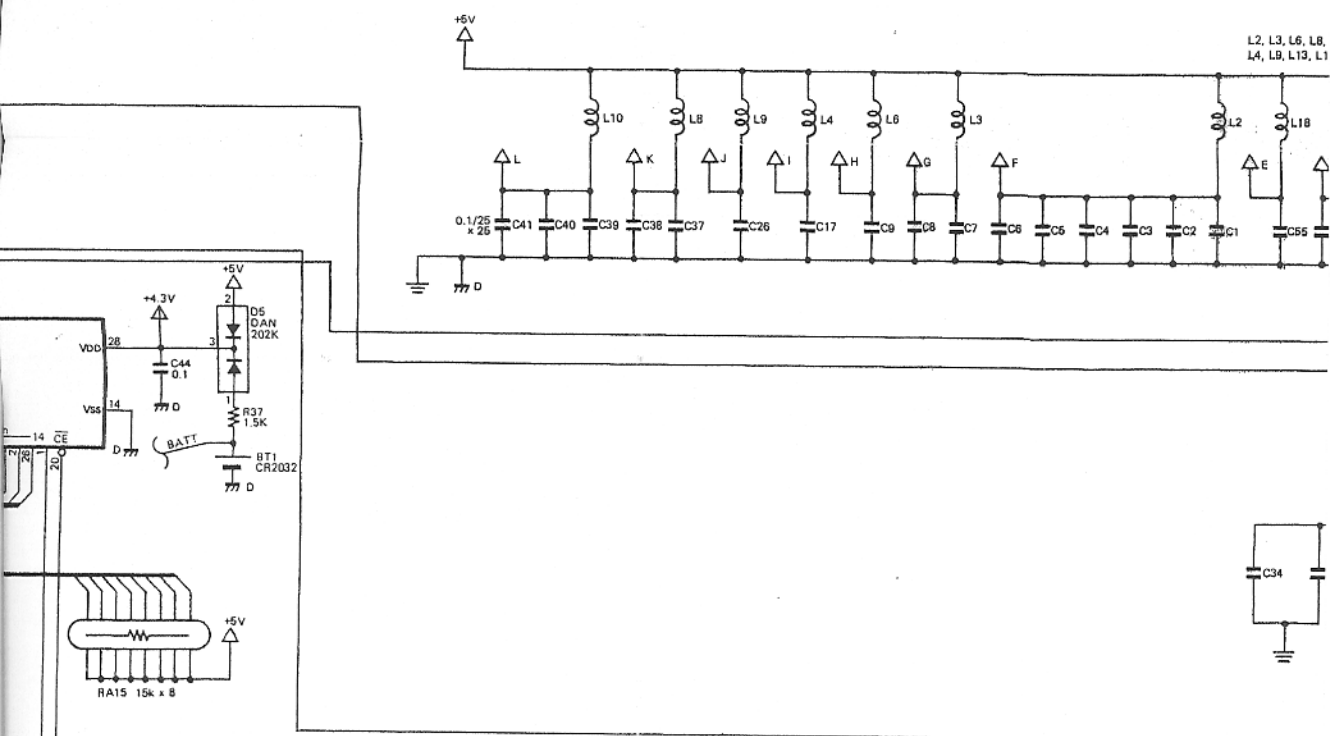 +5V
L2, L3, L6, L8,
L4, L9, L13, L1
L10
L8
L9
L4
L6
L3
L2
L18
L
K
J
I
H
G
F
E
0.1/25
x 25
C41
C40
C39
C38
C37
C26
C17
C9
C8
C7
C6
C5
C4
C3
C2
C1
C55
D
+5V
2
D5
DAN
202K
+4.3V
VDD
28
3
C44
0.1
D
1
R37
1.5K
VSS
14
D
BATT
14
CE
2
26
1
20
BT1
CR2032
D
C34
+5V
RA15 15k x 8